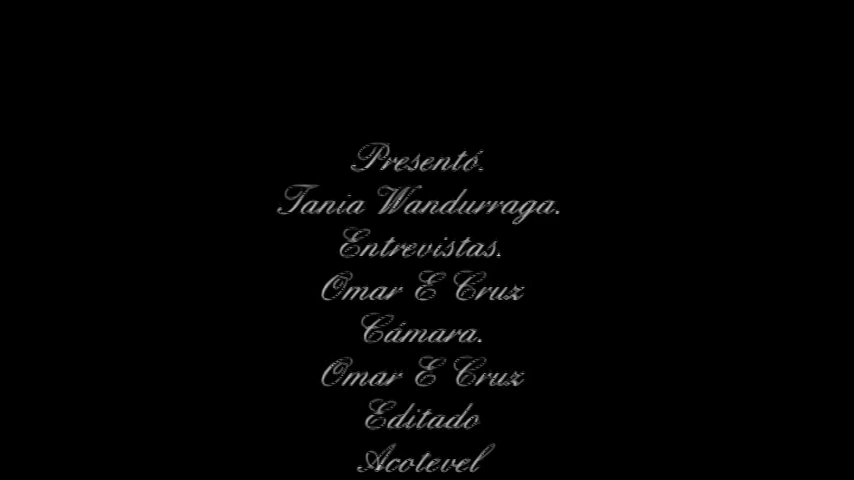 Presentó.
Tania Wandurraga.
Entrevistas.
Omar E Cruz
Cámara.
Omar E Cruz
Editado
Acotevel